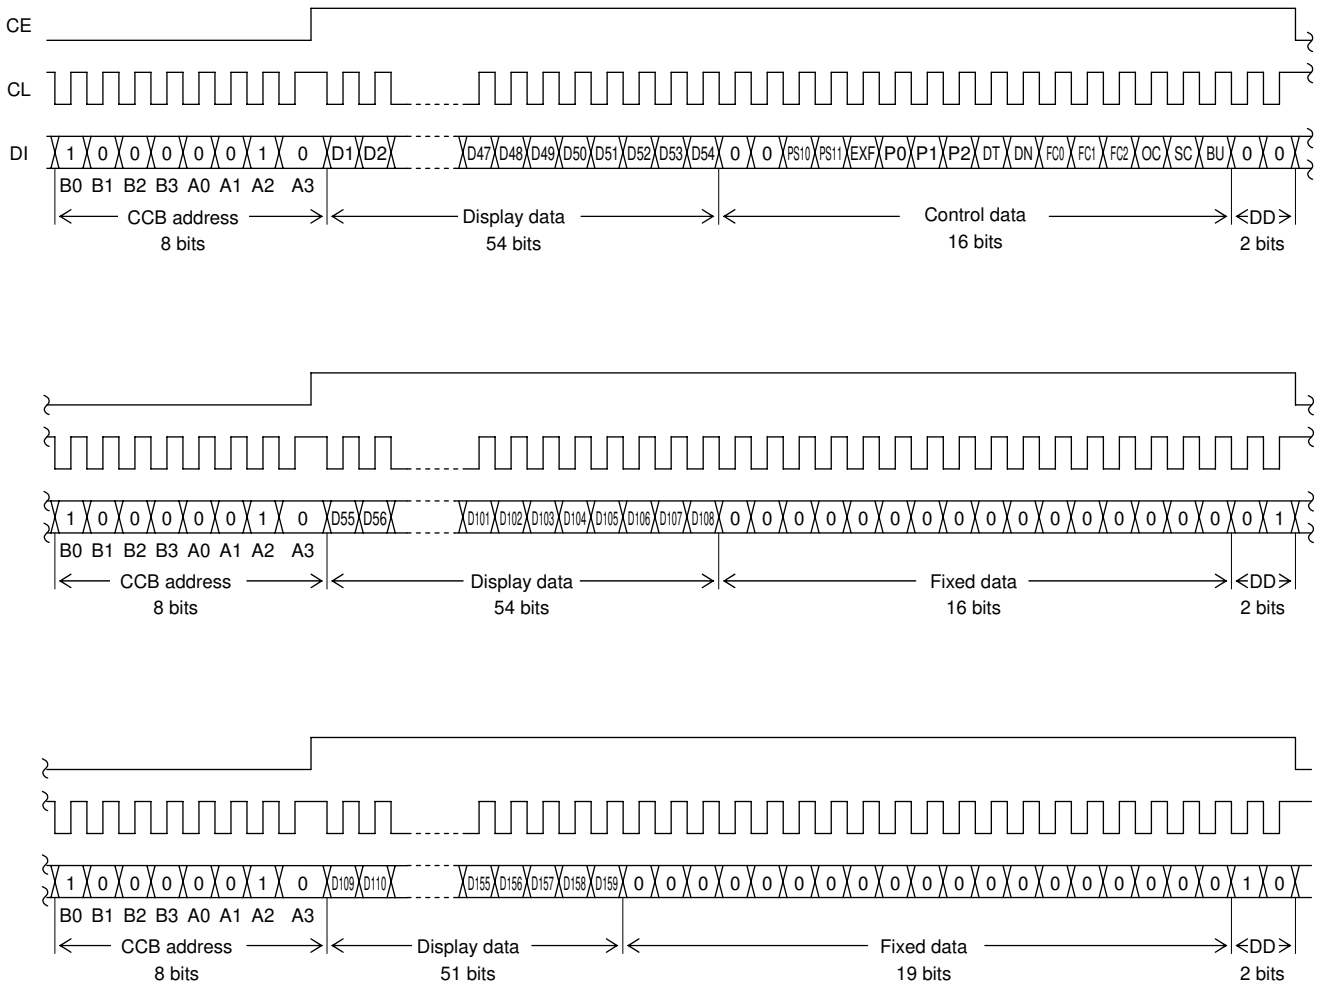 CE
CL
DI 1 0 0 0 0 0 1 0 D1 D2 D47 D48 D49 D50 D51 D52 D53 D54 0 0 PS10 PS11 EXF P0 P1 P2 DT DN FC0 FC1 FC2 OC SC BU 0 0
B0 B1 B2 B3 A0 A1 A2 A3
CCB address Display data Control data DD
8 bits 54 bits 16 bits 2 bits
1 0 0 0 0 0 1 0 D55 D56 D101 D102 D103 D104 D105 D106 D107 D108 0 0 0 0 0 0 0 0 0 0 0 0 0 0 0 0 0 1
B0 B1 B2 B3 A0 A1 A2 A3
CCB address Display data Fixed data DD
8 bits 54 bits 16 bits 2 bits
1 0 0 0 0 0 1 0 D109 D110 D155 D156 D157 D158 D159 0 0 0 0 0 0 0 0 0 0 0 0 0 0 0 0 0 0 0 1 0
B0 B1 B2 B3 A0 A1 A2 A3
CCB address Display data Fixed data DD
8 bits 51 bits 19 bits 2 bits